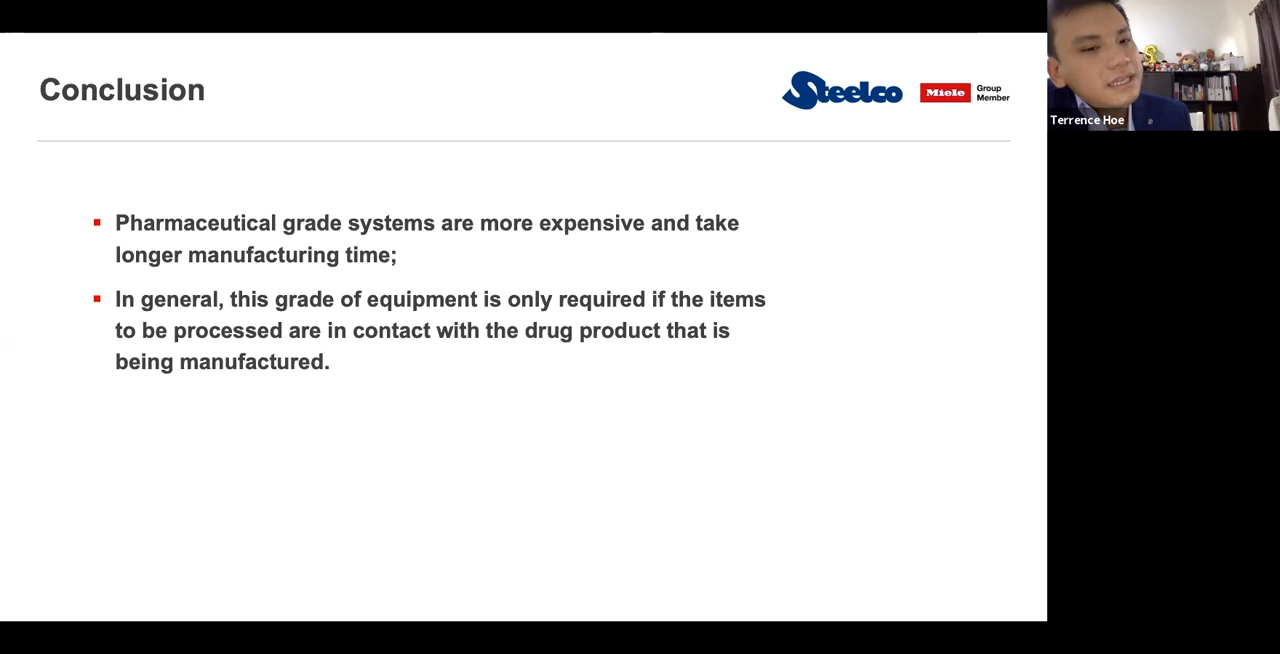 Conclusion
Steelco
Miele
Group
Member
Terrence Hoe
Pharmaceutical grade systems are more expensive and take
longer manufacturing time;
In general, this grade of equipment is only required if the items
to be processed are in contact with the drug product that is
being manufactured.